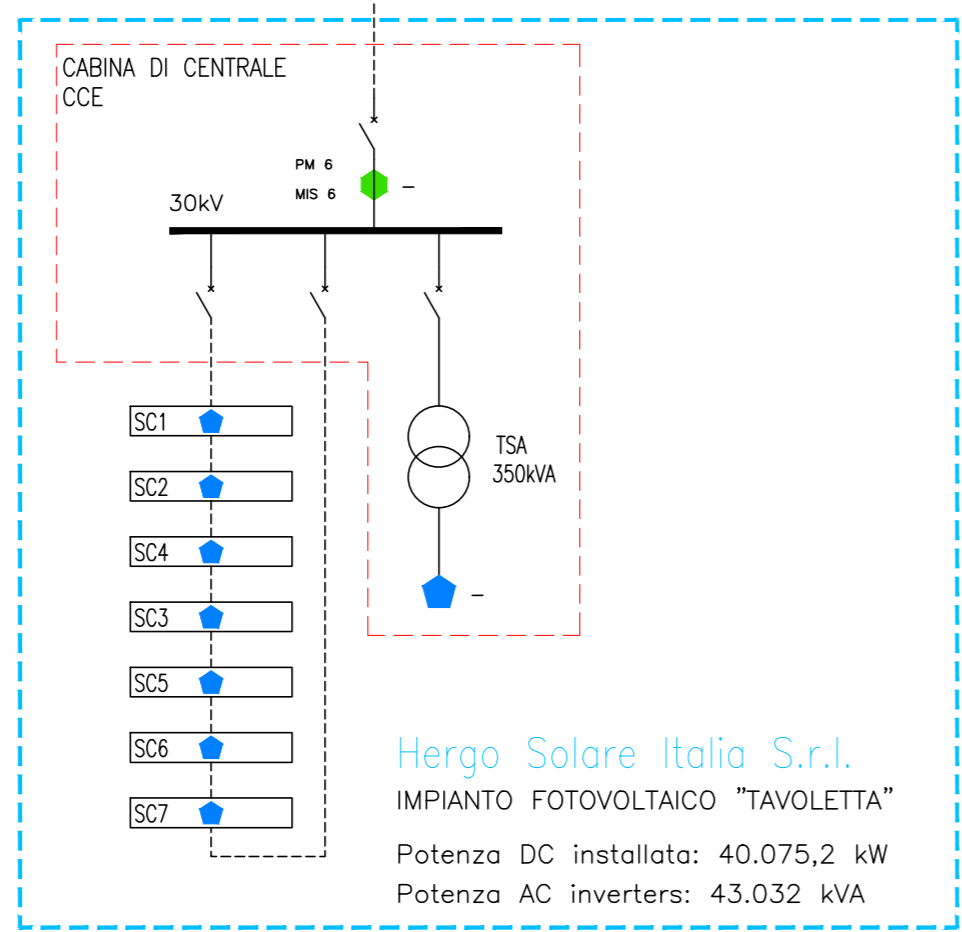 CABINA DI CENTRALE
CCE
PM 6
MIS 6
–
30kV
SC1
SC2
SC4
SC3
SC5
SC6
SC7
TSA
350kVA
–
Hergo Solare Italia S.r.l.
IMPIANTO FOTOVOLTAICO "TAVOLETTA"
Potenza DC installata: 40.075,2 kW
Potenza AC inverters: 43.032 kVA